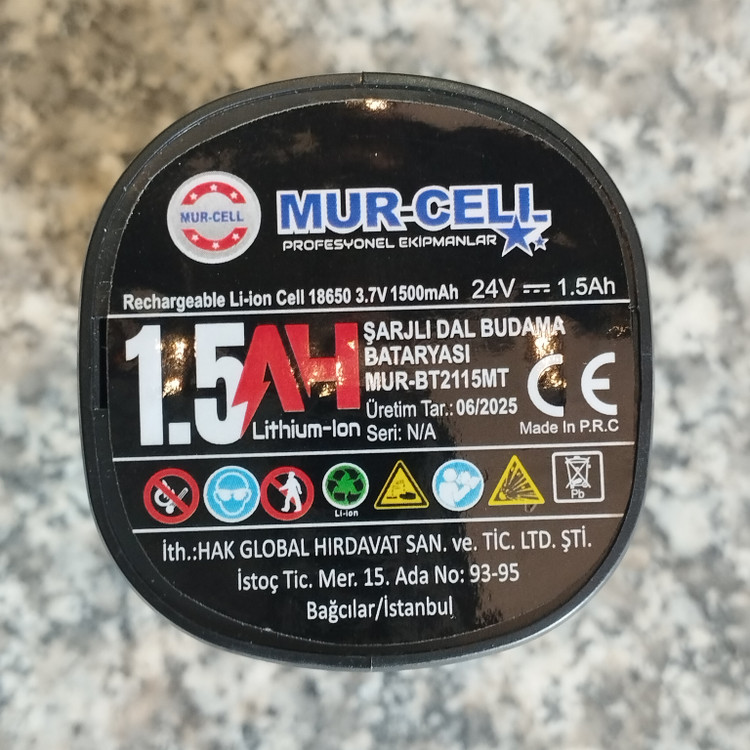 MUR-CELL
MUR-CELL
PROFESYONEL EKİPMANLAR
Rechargeable Li-ion Cell 18650 3.7V 1500mAh 24V 1.5Ah
1.5AH
Lithium-Ion
ŞARJLI DAL BUDAMA
BATARYASI
MUR-BT2115MT
Üretim Tar.: 06/2025
Seri: N/A
CE
Made In P.R.C
Li-ion
Pb
İth.:HAK GLOBAL HIRDAVAT SAN. ve. TİC. LTD. ŞTİ.
İstoç Tic. Mer. 15. Ada No: 93-95
Bağcılar/İstanbul